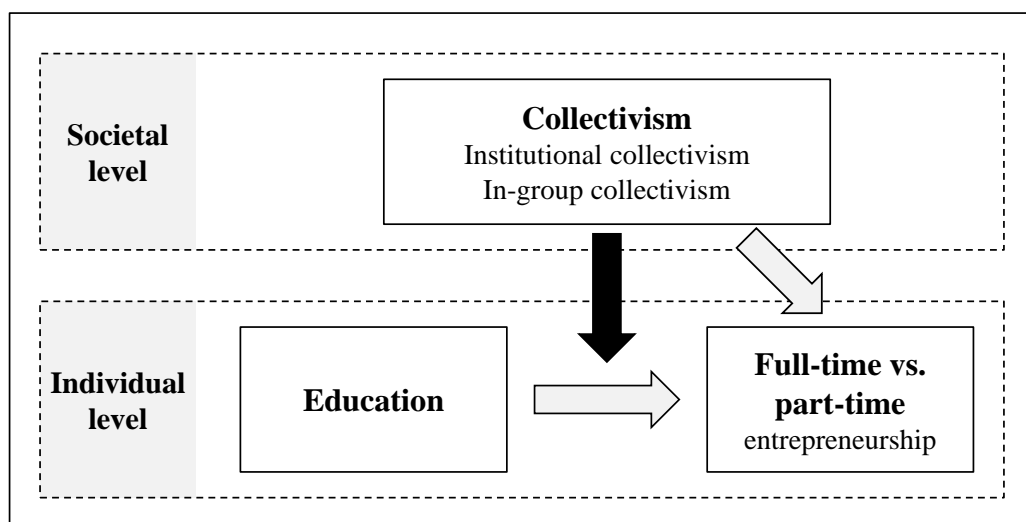 Societal
level
Collectivism
Institutional collectivism
In-group collectivism
Individual
level
Education
Full-time vs.
part-time
entrepreneurship